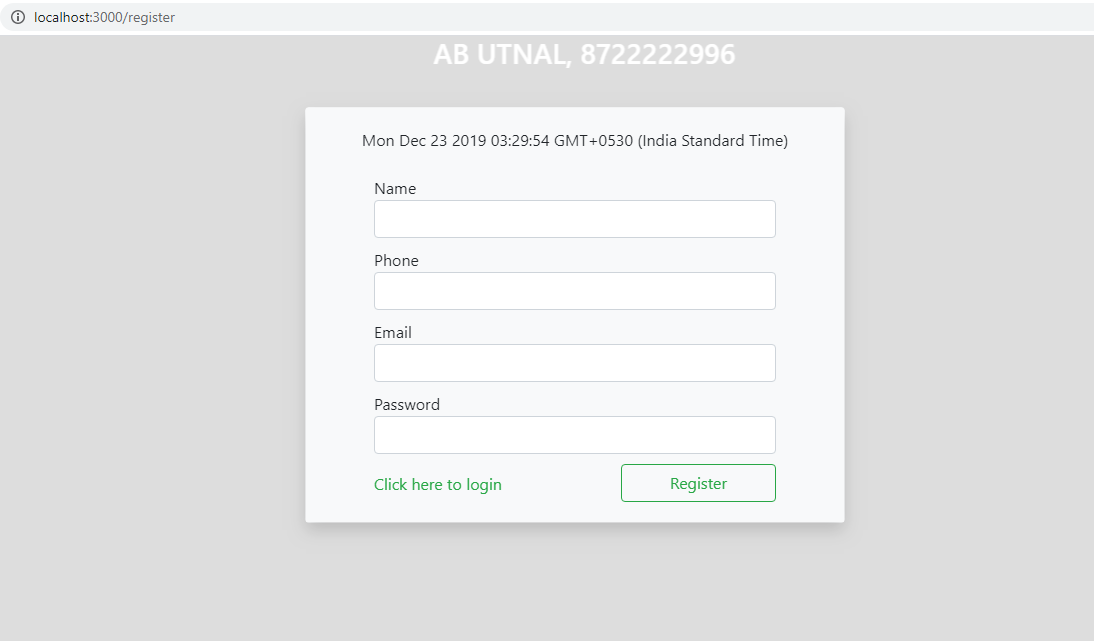 localhost:3000/register
AB UTNAL, 8722222996
Mon Dec 23 2019 03:29:54 GMT+0530 (India Standard Time)
Name
Phone
Email
Password
Click here to login
Register